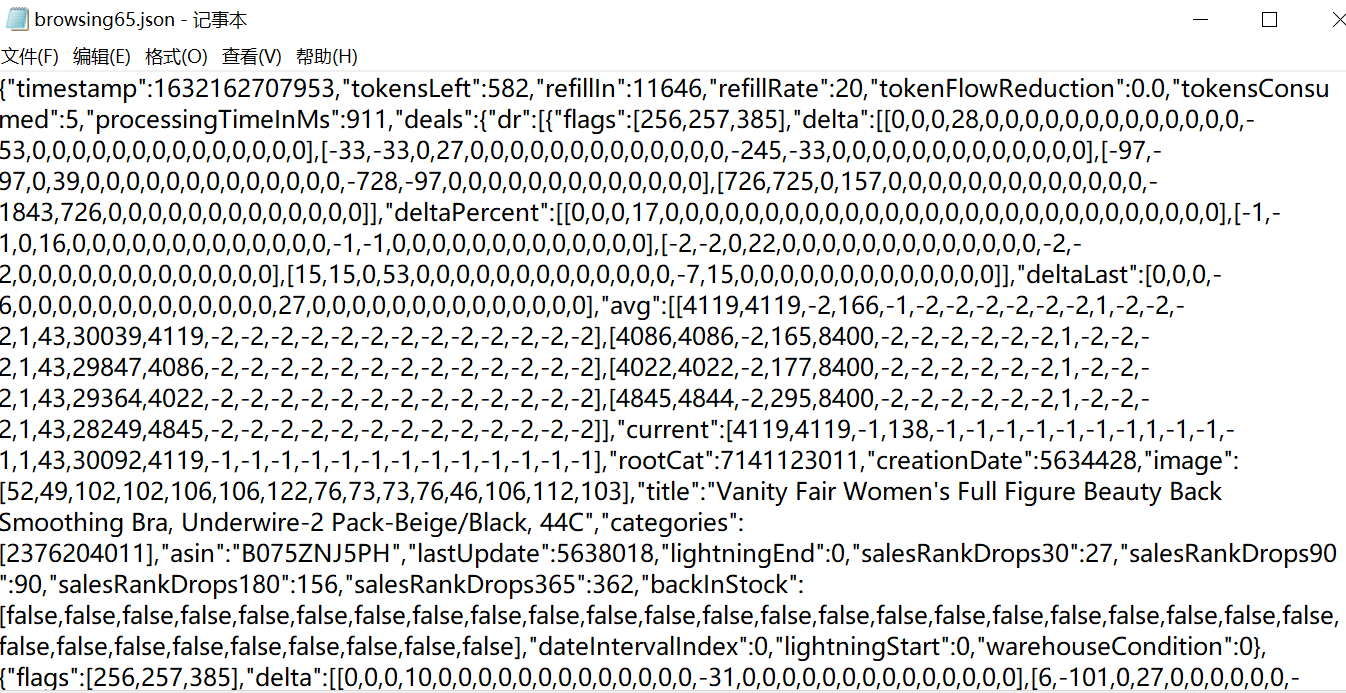 browsing65.json - 记事本
文件(F) 编辑(E) 格式(O) 查看(V) 帮助(H)
{"timestamp":1632162707953,"tokensLeft":582,"refillIn":11646,"refillRate":20,"tokenFlowReduction":0.0,"tokensConsu
med":5,"processingTimeInMs":911,"deals":{"dr":[{"flags":[256,257,385],"delta":[[0,0,0,28,0,0,0,0,0,0,0,0,0,0,0,0,-
53,0,0,0,0,0,0,0,0,0,0,0,0,0,0],[-33,-33,0,27,0,0,0,0,0,0,0,0,0,0,0,0,-245,-33,0,0,0,0,0,0,0,0,0,0,0,0,0],[-97,-
97,0,39,0,0,0,0,0,0,0,0,0,0,0,0,-728,-97,0,0,0,0,0,0,0,0,0,0,0,0,0],[726,725,0,157,0,0,0,0,0,0,0,0,0,0,0,0,-
1843,726,0,0,0,0,0,0,0,0,0,0,0,0,0]],"deltaPercent":[[0,0,0,17,0,0,0,0,0,0,0,0,0,0,0,0,0,0,0,0,0,0,0,0,0,0,0,0,0,0,0],[-1,-
1,0,16,0,0,0,0,0,0,0,0,0,0,0,0,-1,-1,0,0,0,0,0,0,0,0,0,0,0,0,0],[-2,-2,0,22,0,0,0,0,0,0,0,0,0,0,0,0,-2,-
2,0,0,0,0,0,0,0,0,0,0,0,0,0],[15,15,0,53,0,0,0,0,0,0,0,0,0,0,0,0,-7,15,0,0,0,0,0,0,0,0,0,0,0,0,0]],"deltaLast":[0,0,0,-
6,0,0,0,0,0,0,0,0,0,0,0,0,27,0,0,0,0,0,0,0,0,0,0,0,0,0,0],"avg":[[4119,4119,-2,166,-1,-2,-2,-2,-2,-2,-2,1,-2,-2,-
2,1,43,30039,4119,-2,-2,-2,-2,-2,-2,-2,-2,-2,-2,-2,-2,-2],[4086,4086,-2,165,8400,-2,-2,-2,-2,-2,-2,1,-2,-2,-
2,1,43,29847,4086,-2,-2,-2,-2,-2,-2,-2,-2,-2,-2,-2,-2,-2],[4022,4022,-2,177,8400,-2,-2,-2,-2,-2,-2,1,-2,-2,-
2,1,43,29364,4022,-2,-2,-2,-2,-2,-2,-2,-2,-2,-2,-2,-2,-2],[4845,4844,-2,295,8400,-2,-2,-2,-2,-2,-2,1,-2,-2,-
2,1,43,28249,4845,-2,-2,-2,-2,-2,-2,-2,-2,-2,-2,-2,-2,-2]],"current":[4119,4119,-1,138,-1,-1,-1,-1,-1,-1,-1,1,-1,-1,-
1,1,43,30092,4119,-1,-1,-1,-1,-1,-1,-1,-1,-1,-1,-1,-1,-1],"rootCat":7141123011,"creationDate":5634428,"image":
[52,49,102,102,106,106,122,76,73,73,76,46,106,112,103],"title":"Vanity Fair Women's Full Figure Beauty Back
Smoothing Bra, Underwire-2 Pack-Beige/Black, 44C","categories":
[2376204011],"asin":"B075ZNJ5PH","lastUpdate":5638018,"lightningEnd":0,"salesRankDrops30":27,"salesRankDrops90
":90,"salesRankDrops180":156,"salesRankDrops365":362,"backInStock":
[false,false,false,false,false,false,false,false,false,false,false,false,false,false,false,false,false,false,false,false,false,false,false,
false,false,false,false,false,false,false,false,false],"dateIntervalIndex":0,"lightningStart":0,"warehouseCondition":0},
{"flags":[256,257,385],"delta":[[0,0,0,10,0,0,0,0,0,0,0,0,0,0,0,0,-31,0,0,0,0,0,0,0,0,0,0,0,0,0,0],[6,-101,0,27,0,0,0,0,0,0,-